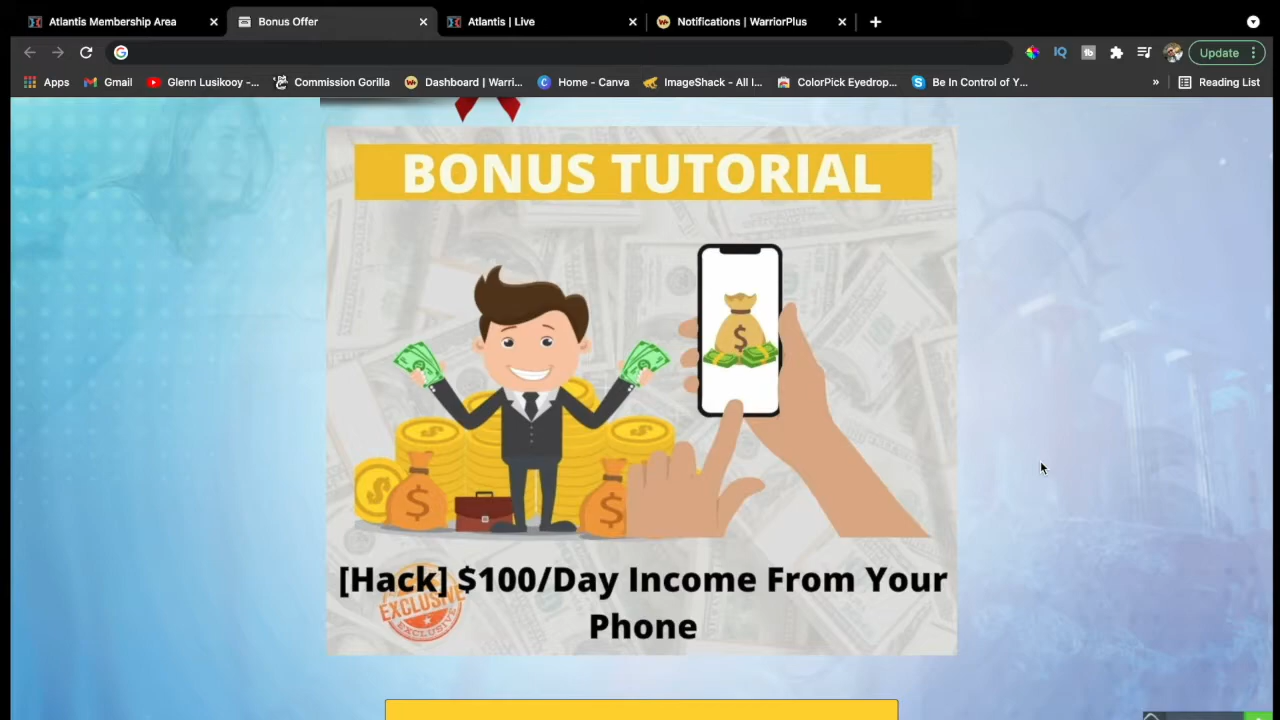 Atlantis Membership Area
Bonus Offer
Atlantis | Live
Notifications | WarriorPlus
Update
Apps
Gmail
Glenn Lusikooy –...
Commission Gorilla
Dashboard | Warri...
Home - Canva
ImageShack - All I...
ColorPick Eyedrop...
Be In Control of Y...
»
Reading List
BONUS TUTORIAL
[Hack] $100/Day Income From Your
Phone
EXCLUSIVE
EXCLUSIVE